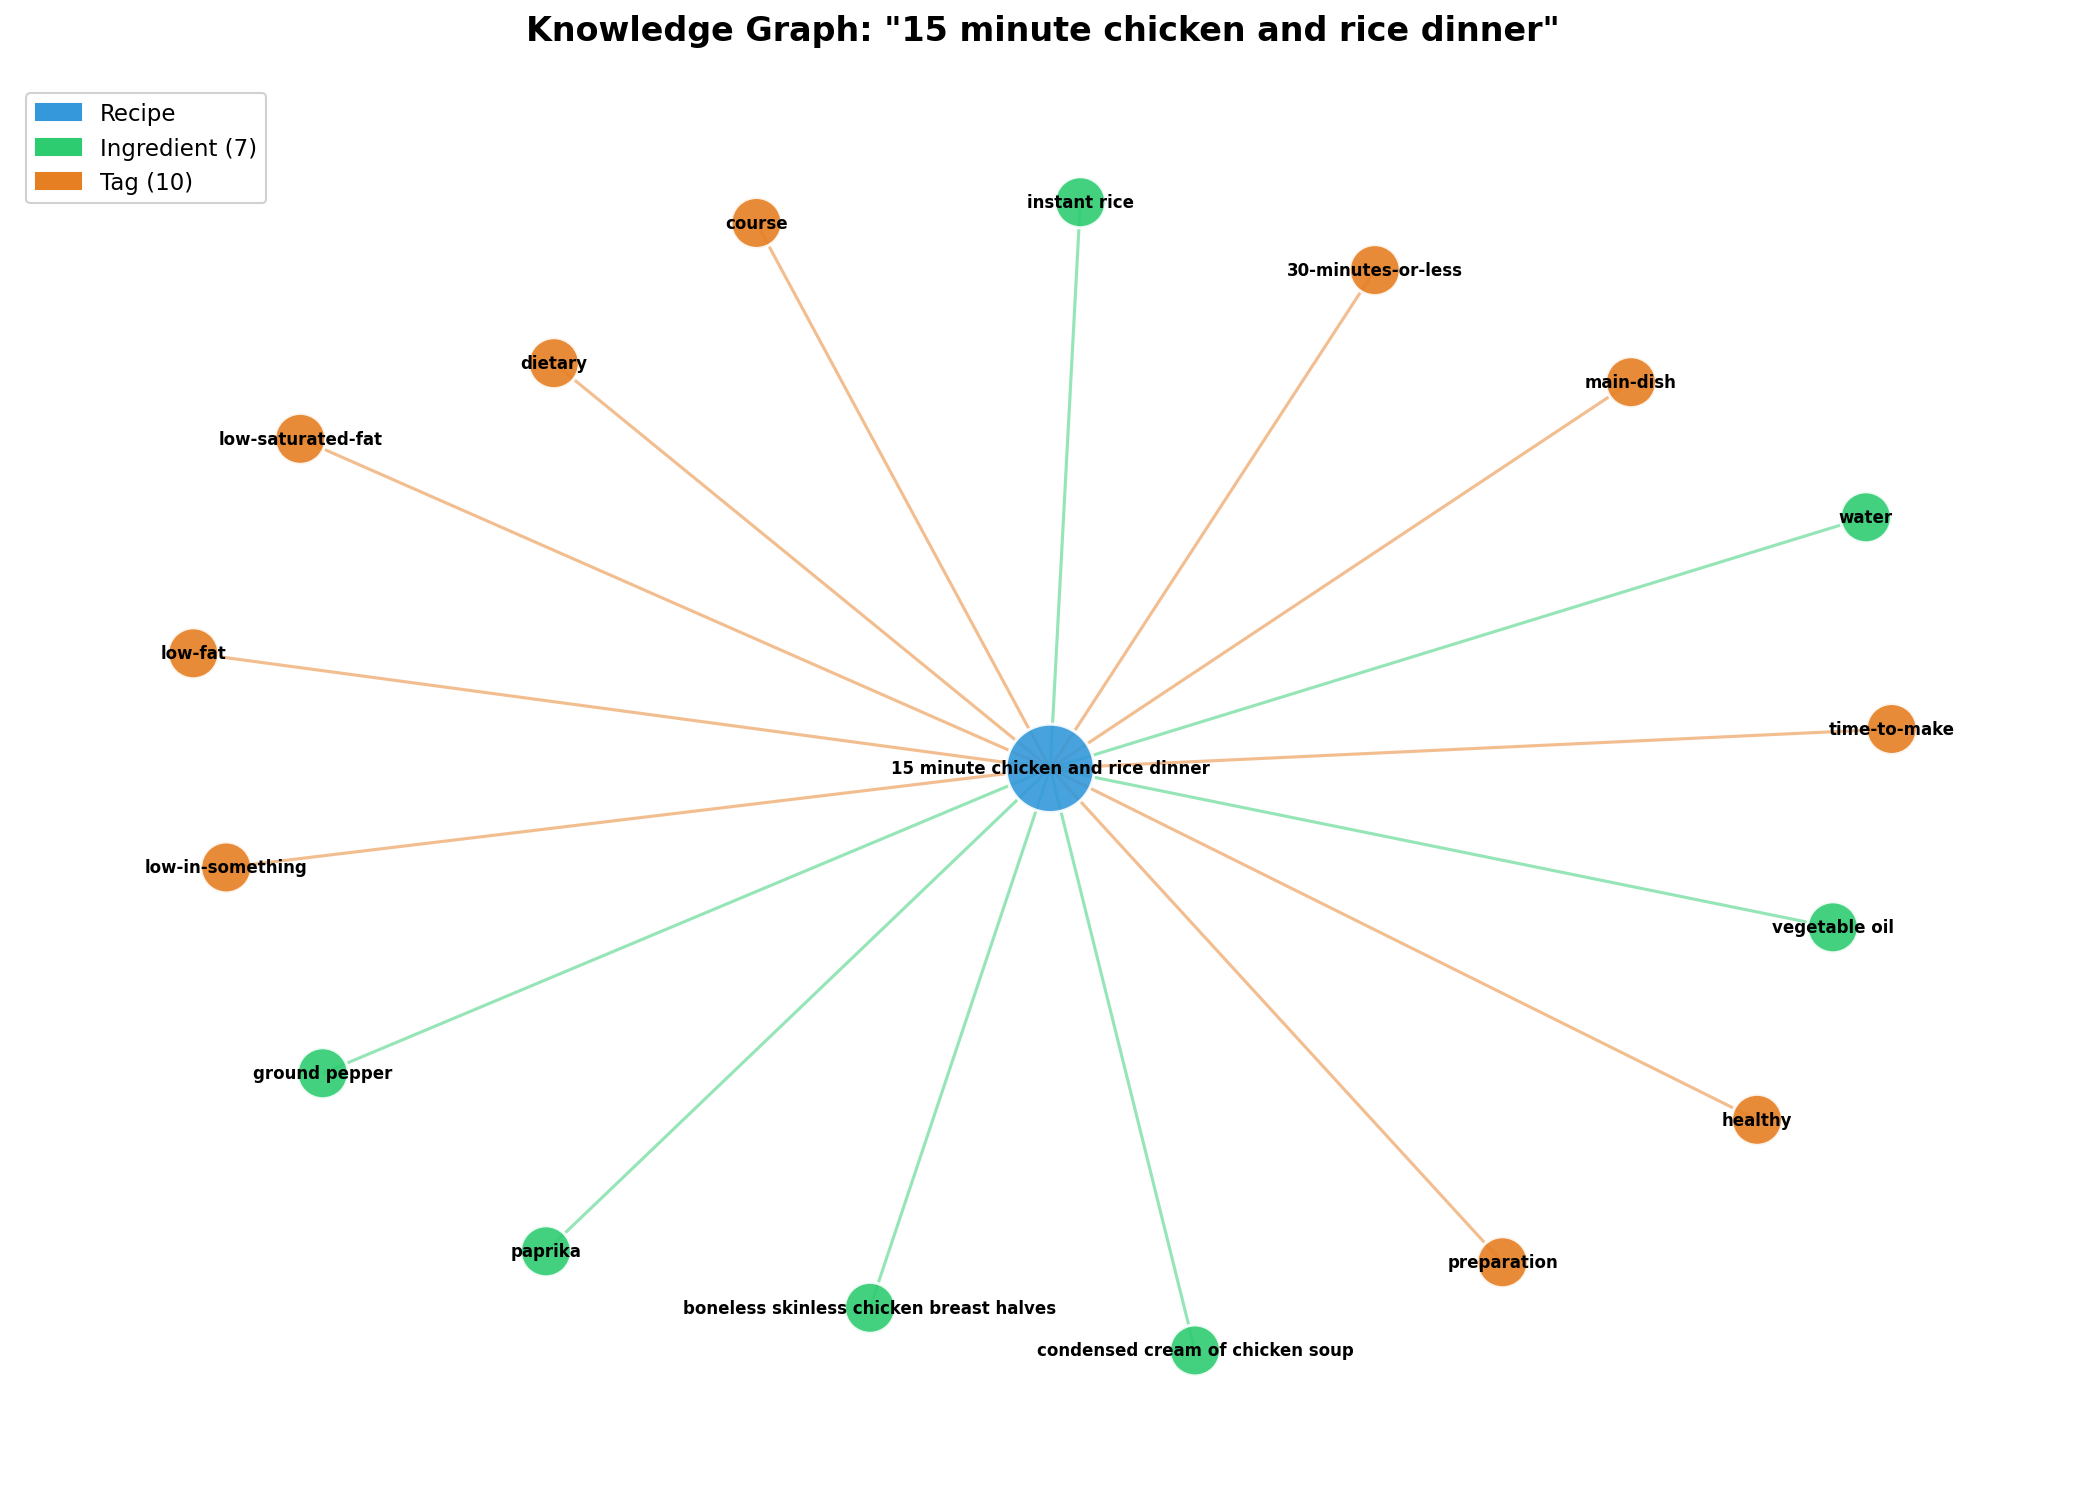 Knowledge Graph: "15 minute chicken and rice dinner"
Recipe
Ingredient (7)
Tag (10)
instant rice
course
30-minutes-or-less
dietary
main-dish
low-saturated-fat
water
low-fat
time-to-make
15 minute chicken and rice dinner
low-in-something
vegetable oil
ground pepper
healthy
paprika
preparation
boneless skinless chicken breast halves
condensed cream of chicken soup